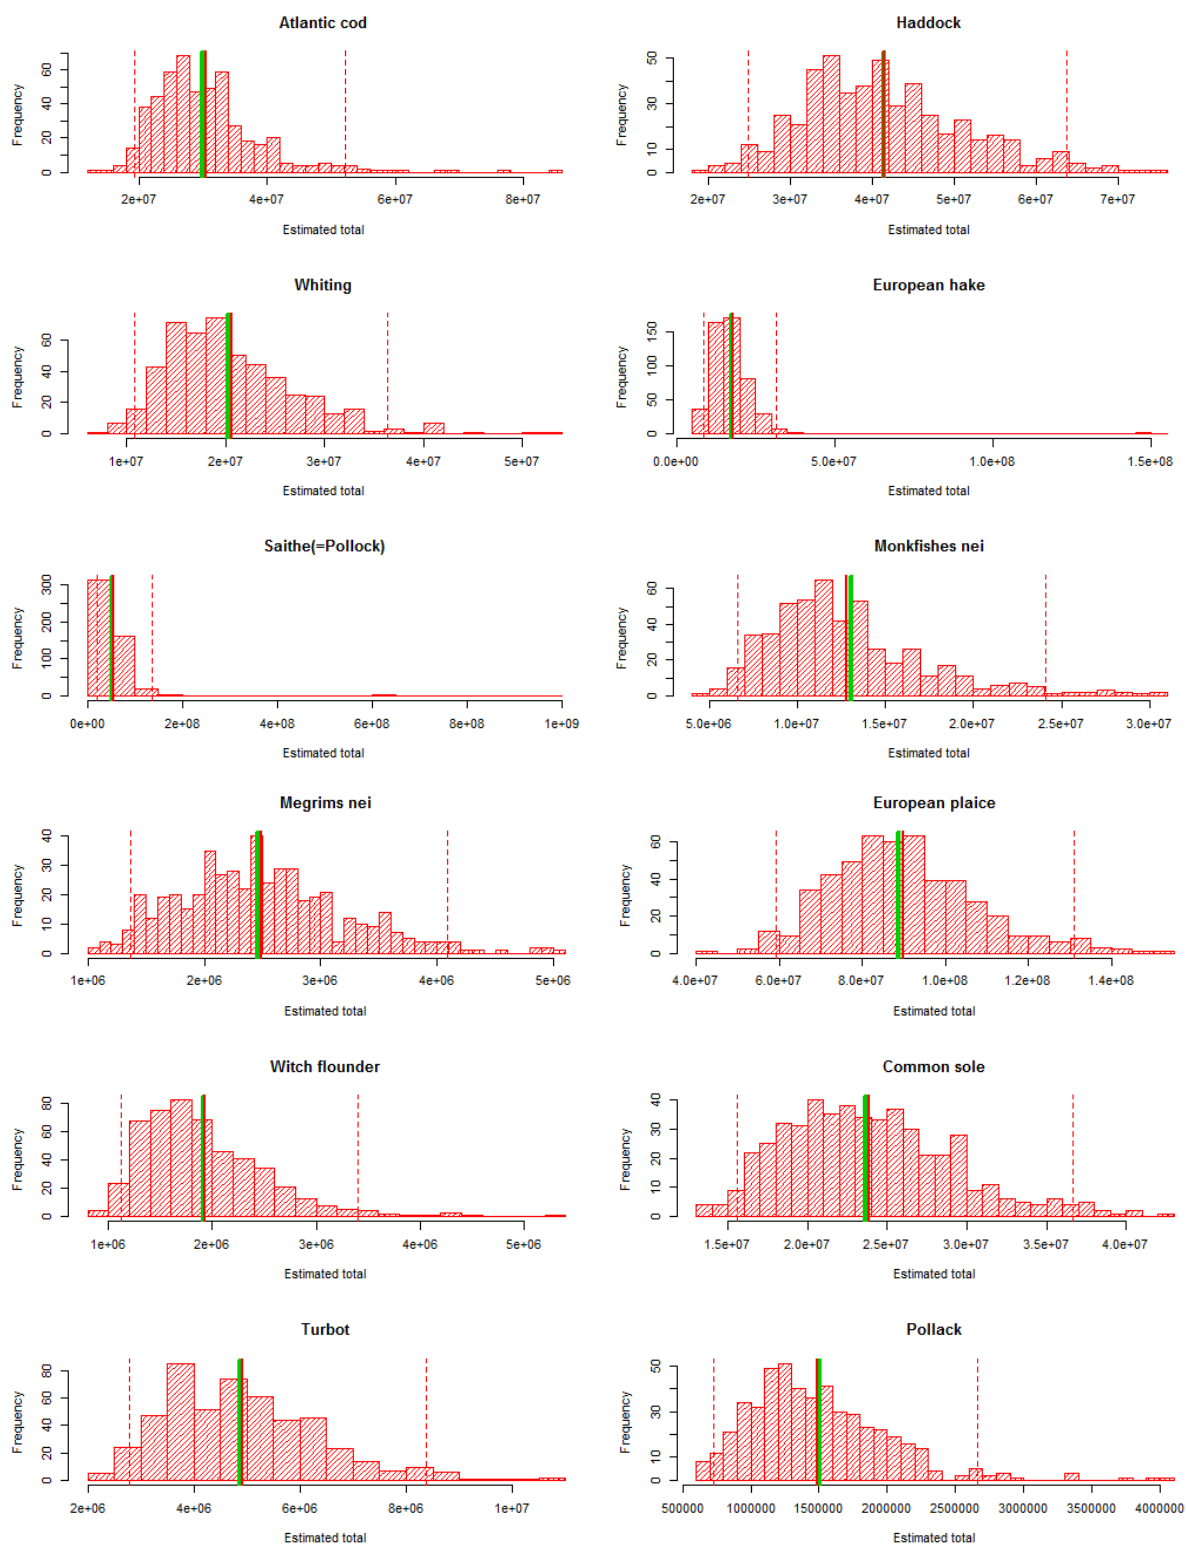 Atlantic cod
Frequency
0 20 40 60
2e+07 4e+07 6e+07 8e+07
Estimated total
Haddock
Frequency
0 10 30 50
2e+07 3e+07 4e+07 5e+07 6e+07 7e+07
Estimated total
Whiting
Frequency
0 20 40 60
1e+07 2e+07 3e+07 4e+07 5e+07
Estimated total
European hake
Frequency
0 50 100 150
0.0e+00 5.0e+07 1.0e+08 1.5e+08
Estimated total
Saithe(=Pollock)
Frequency
0 100 200 300
0e+00 2e+08 4e+08 6e+08 8e+08 1e+09
Estimated total
Monkfishes nei
Frequency
0 20 40 60
5.0e+06 1.0e+07 1.5e+07 2.0e+07 2.5e+07 3.0e+07
Estimated total
Megrims nei
Frequency
0 10 20 30 40
1e+06 2e+06 3e+06 4e+06 5e+06
Estimated total
European plaice
Frequency
0 20 40 60
4.0e+07 6.0e+07 8.0e+07 1.0e+08 1.2e+08 1.4e+08
Estimated total
Witch flounder
Frequency
0 20 40 60 80
1e+06 2e+06 3e+06 4e+06 5e+06
Estimated total
Common sole
Frequency
0 10 20 30 40
1.5e+07 2.0e+07 2.5e+07 3.0e+07 3.5e+07 4.0e+07
Estimated total
Turbot
Frequency
0 20 40 60 80
2e+06 4e+06 6e+06 8e+06 1e+07
Estimated total
Pollack
Frequency
0 10 30 50
500000 1000000 1500000 2000000 2500000 3000000 3500000 4000000
Estimated total